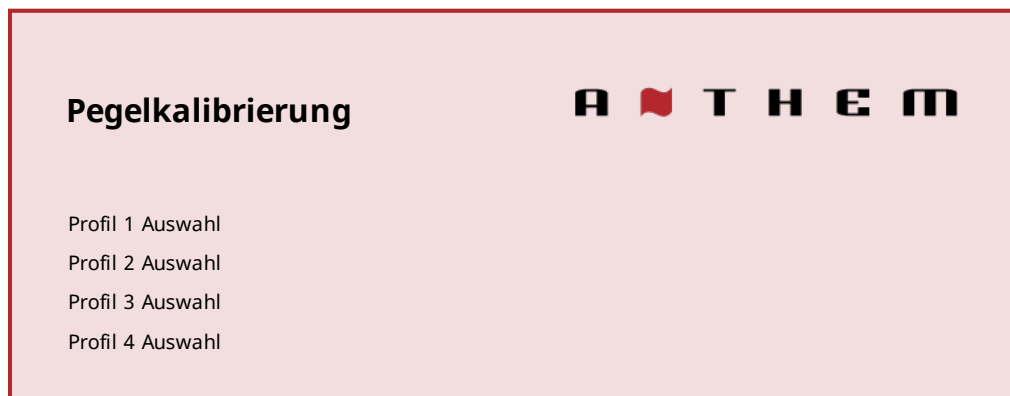 Pegelkalibrierung
ANTHEM
Profil 1 Auswahl
Profil 2 Auswahl
Profil 3 Auswahl
Profil 4 Auswahl